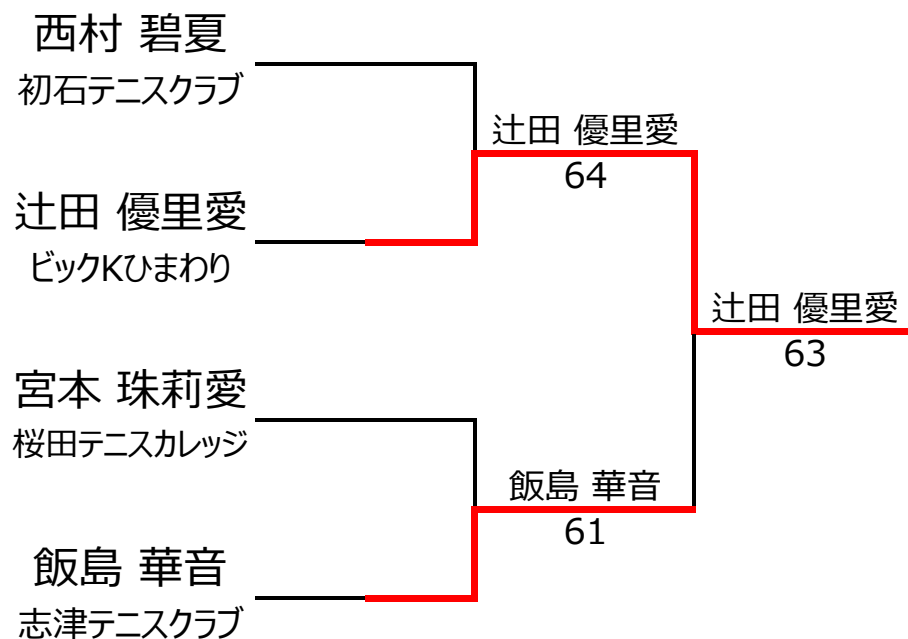 西村 碧夏
初石テニスクラブ
辻田 優里愛
64
辻田 優里愛
ビックKひまわり
辻田 優里愛
63
宮本 珠莉愛
桜田テニスカレッジ
飯島 華音
61
飯島 華音
志津テニスクラブ